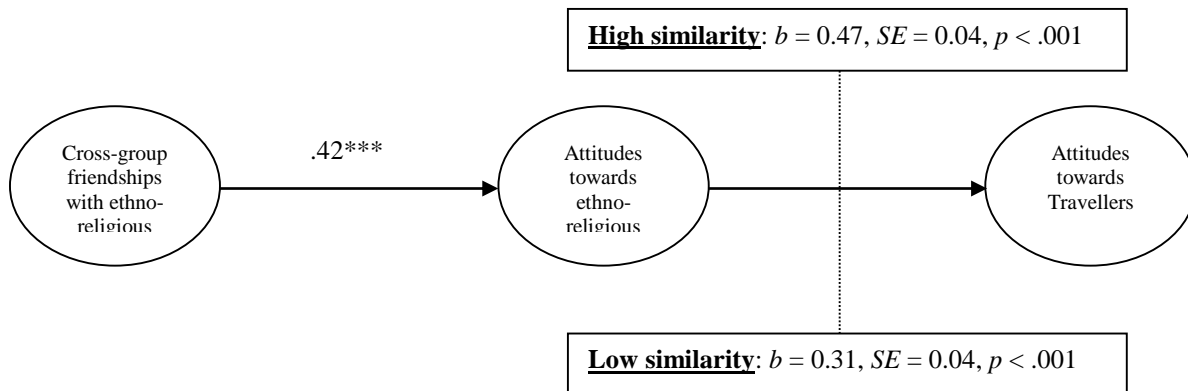 High similarity: b = 0.47, SE = 0.04, p < .001
Cross-group
friendships
with ethno-
religious
.42***
Attitudes
towards
ethno-
religious
Attitudes
towards
Travellers
Low similarity: b = 0.31, SE = 0.04, p < .001